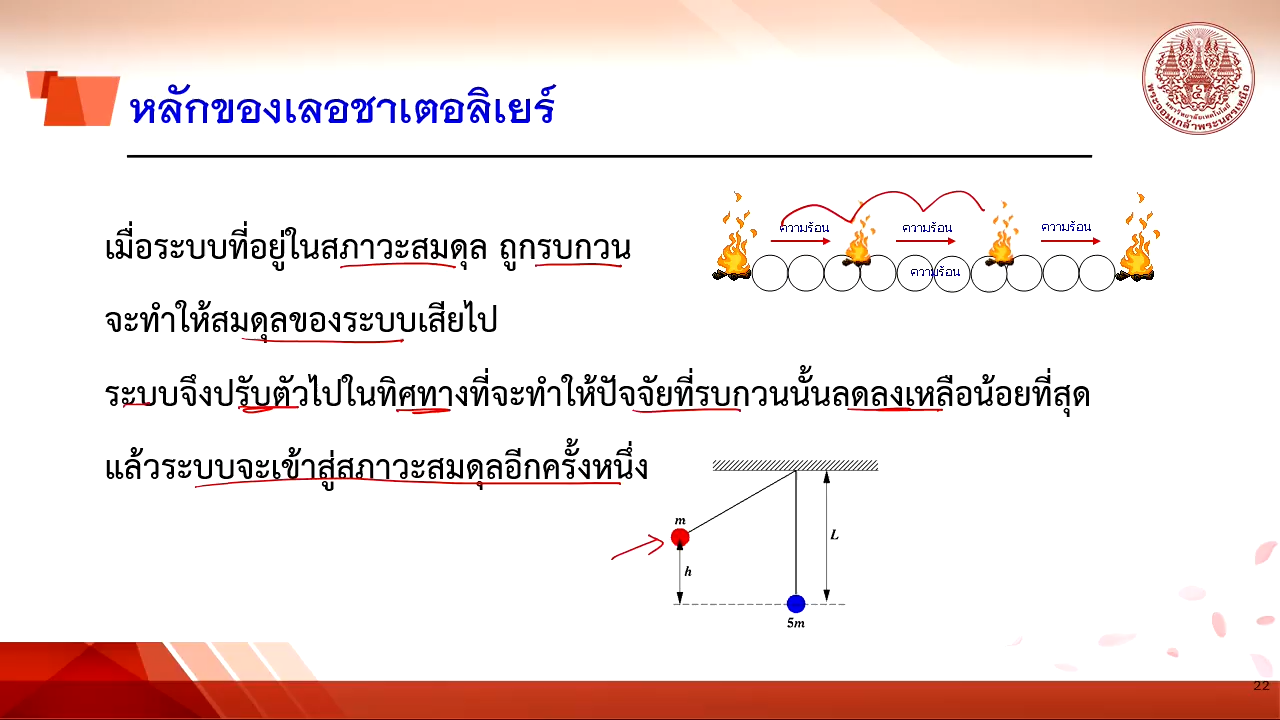 หลักของเลอชาเตอลิเยร์
เมื่อระบบที่อยู่ในสภาวะสมดุล ถูกรบกวน
จะทำให้สมดุลของระบบเสียไป
ระบบจึงปรับตัวไปในทิศทางที่จะทำให้ปัจจัยที่รบกวนนั้นลดลงเหลือน้อยที่สุด
แล้วระบบจะเข้าสู่สภาวะสมดุลอีกครั้งหนึ่ง
ความร้อน
ความร้อน
ความร้อน
ความร้อน
m
h
L
5m
22